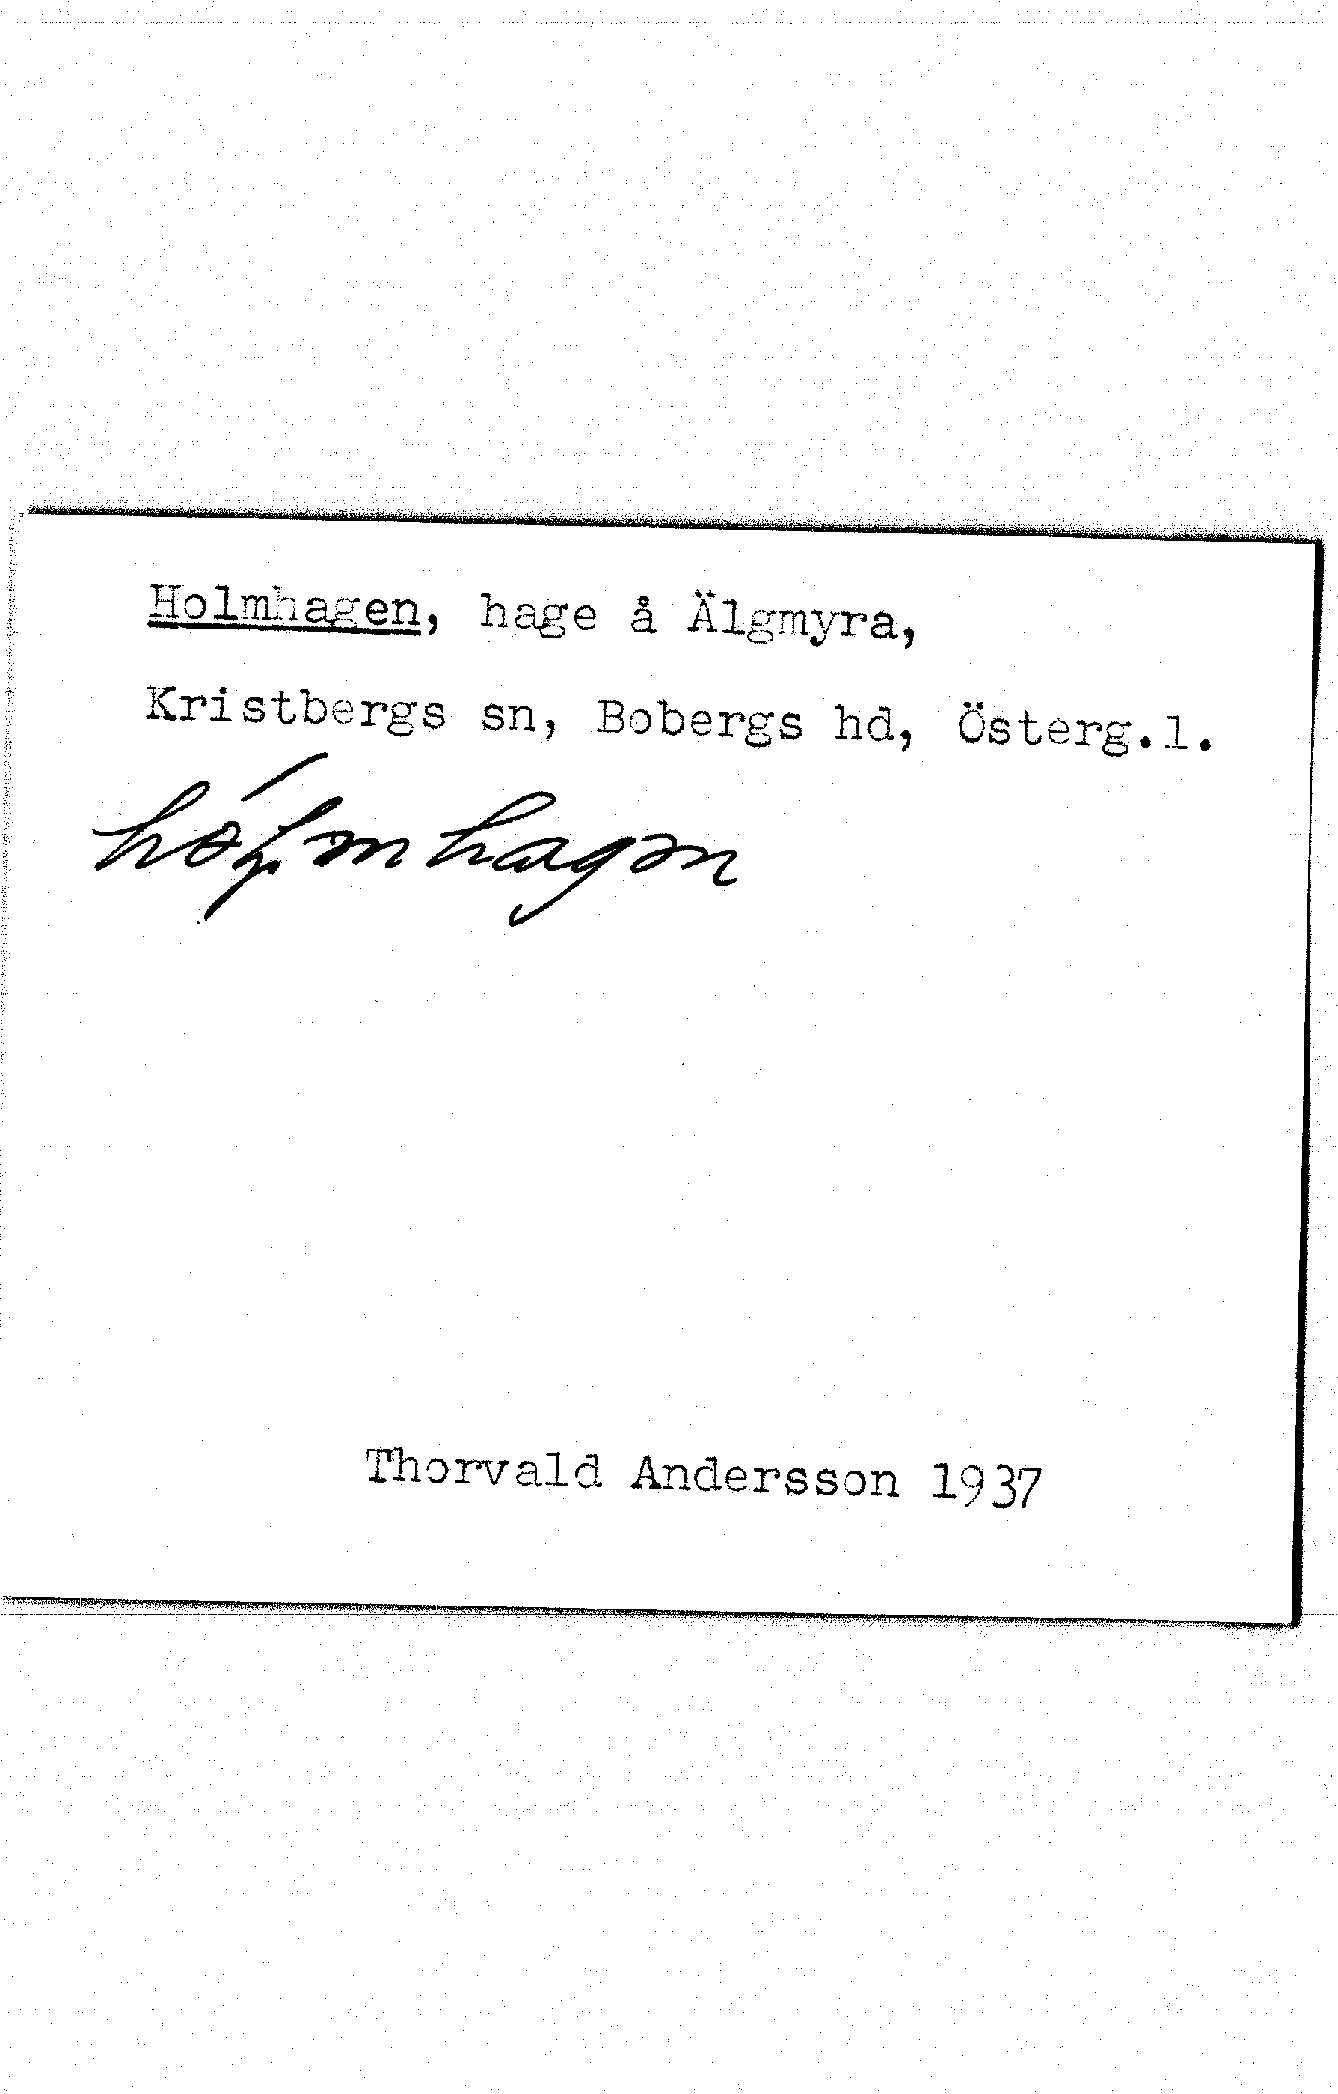 Holmhagen, hage å Älgmyra,
Kristbergs sn, Bobergs hd, Österg.l.
Thorvald Andersson 1937